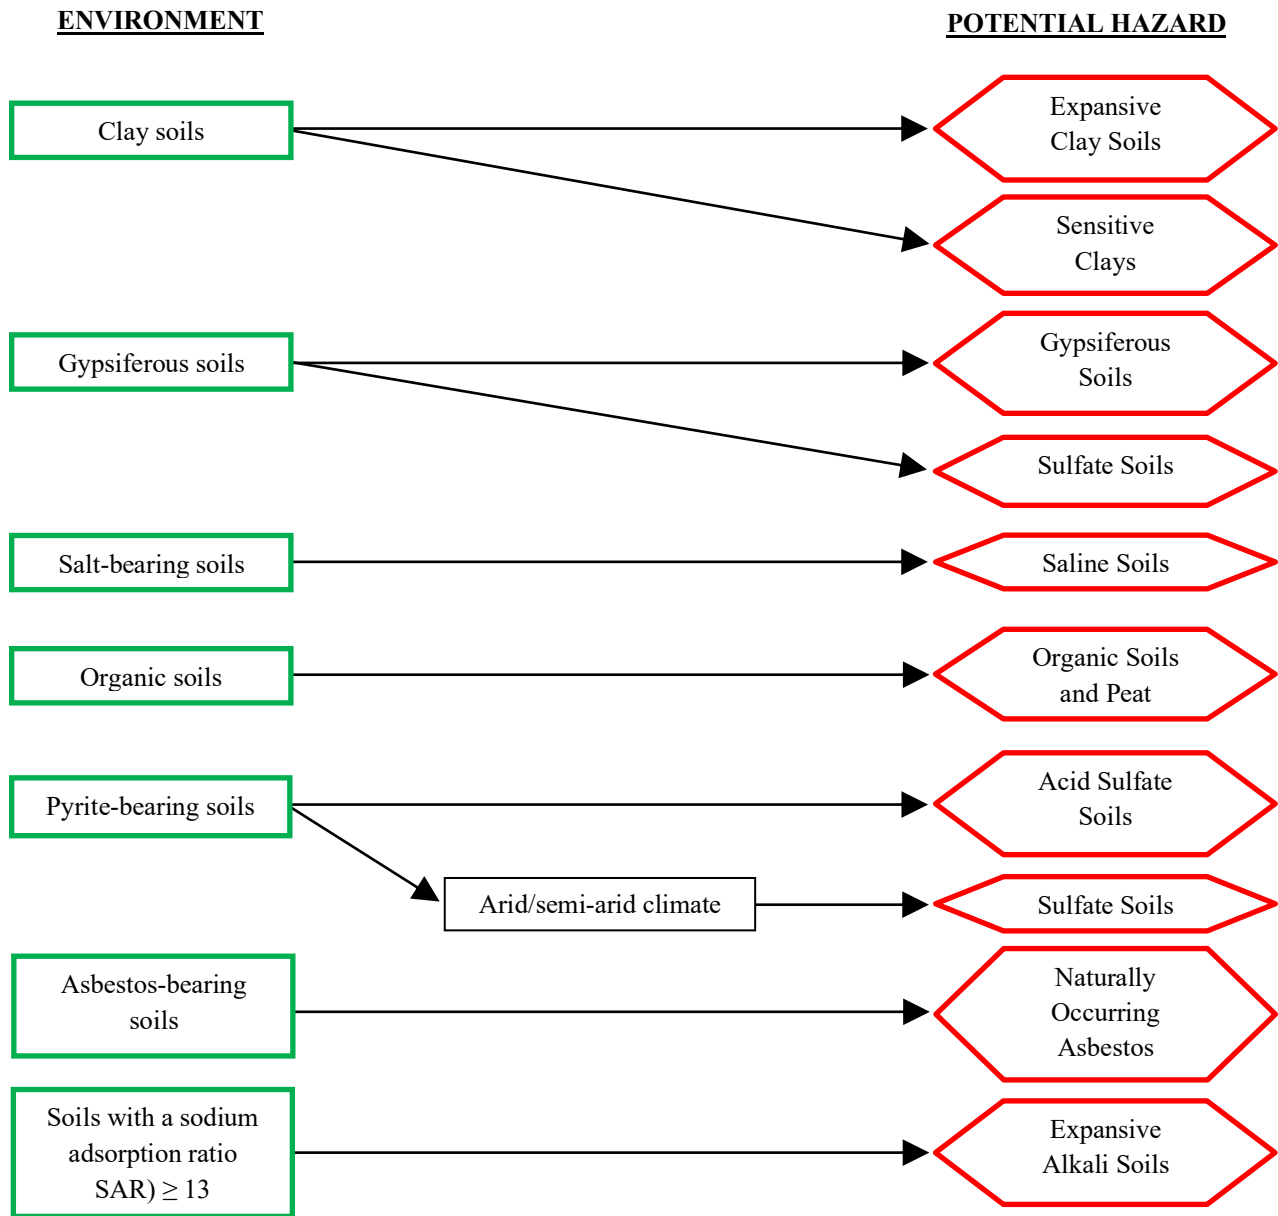 ENVIRONMENT
POTENTIAL HAZARD
Clay soils
Expansive
Clay Soils
Sensitive
Clays
Gypsiferous soils
Gypsiferous
Soils
Sulfate Soils
Salt-bearing soils
Saline Soils
Organic soils
Organic Soils
and Peat
Pyrite-bearing soils
Acid Sulfate
Soils
Arid/semi-arid climate
Sulfate Soils
Asbestos-bearing
soils
Naturally
Occurring
Asbestos
Soils with a sodium
adsorption ratio
SAR) ≥ 13
Expansive
Alkali Soils